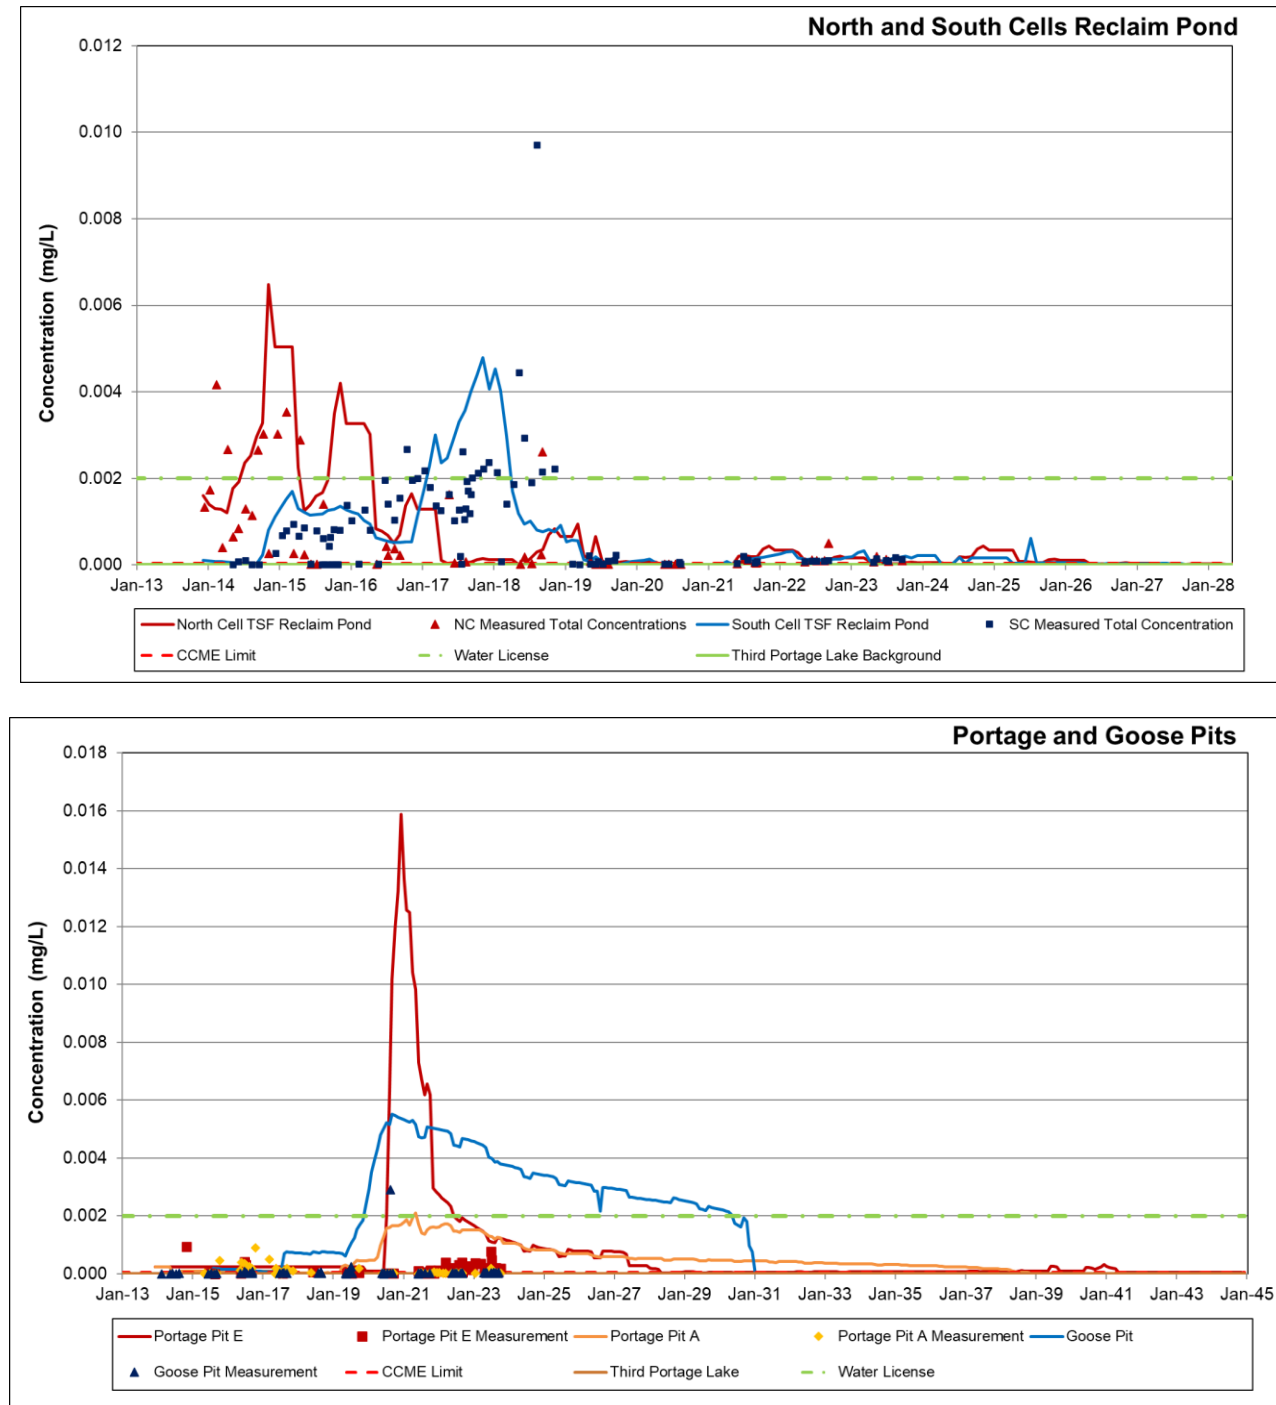 North and South Cells Reclaim Pond
0.012
0.010
0.008
0.006
0.004
0.002
0.000
Concentration (mg/L)
Jan-13 Jan-14 Jan-15 Jan-16 Jan-17 Jan-18 Jan-19 Jan-20 Jan-21 Jan-22 Jan-23 Jan-24 Jan-25 Jan-26 Jan-27 Jan-28
North Cell TSF Reclaim Pond NC Measured Total Concentrations South Cell TSF Reclaim Pond SC Measured Total Concentration
CCME Limit Water License Third Portage Lake Background
Portage and Goose Pits
0.018
0.016
0.014
0.012
0.010
0.008
0.006
0.004
0.002
0.000
Concentration (mg/L)
Jan-13 Jan-15 Jan-17 Jan-19 Jan-21 Jan-23 Jan-25 Jan-27 Jan-29 Jan-31 Jan-33 Jan-35 Jan-37 Jan-39 Jan-41 Jan-43 Jan-45
Portage Pit E Portage Pit E Measurement Portage Pit A Portage Pit A Measurement Goose Pit
Goose Pit Measurement CCME Limit Third Portage Lake Water License